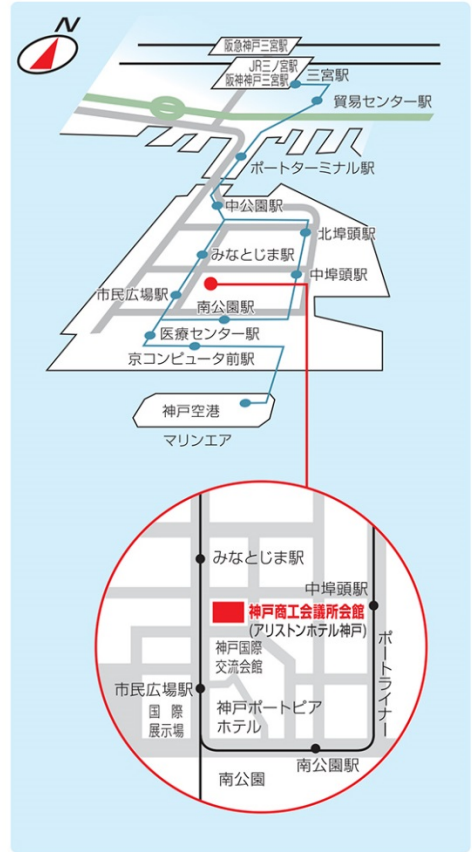 N
阪急神戸三宮駅
JR三ノ宮駅
阪神神戸三宮駅
三宮駅
貿易センター駅
ポートターミナル駅
中公園駅
北埠頭駅
みなとじま駅
中埠頭駅
市民広場駅
南公園駅
医療センター駅
京コンピュータ前駅
神戸空港
マリンエア
みなとじま駅
中埠頭駅
神戸商工会議所会館
(アリストンホテル神戸)
神戸国際
交流会館
ポートライナー
市民広場駅
国際
展示場
神戸ポートピア
ホテル
南公園駅
南公園